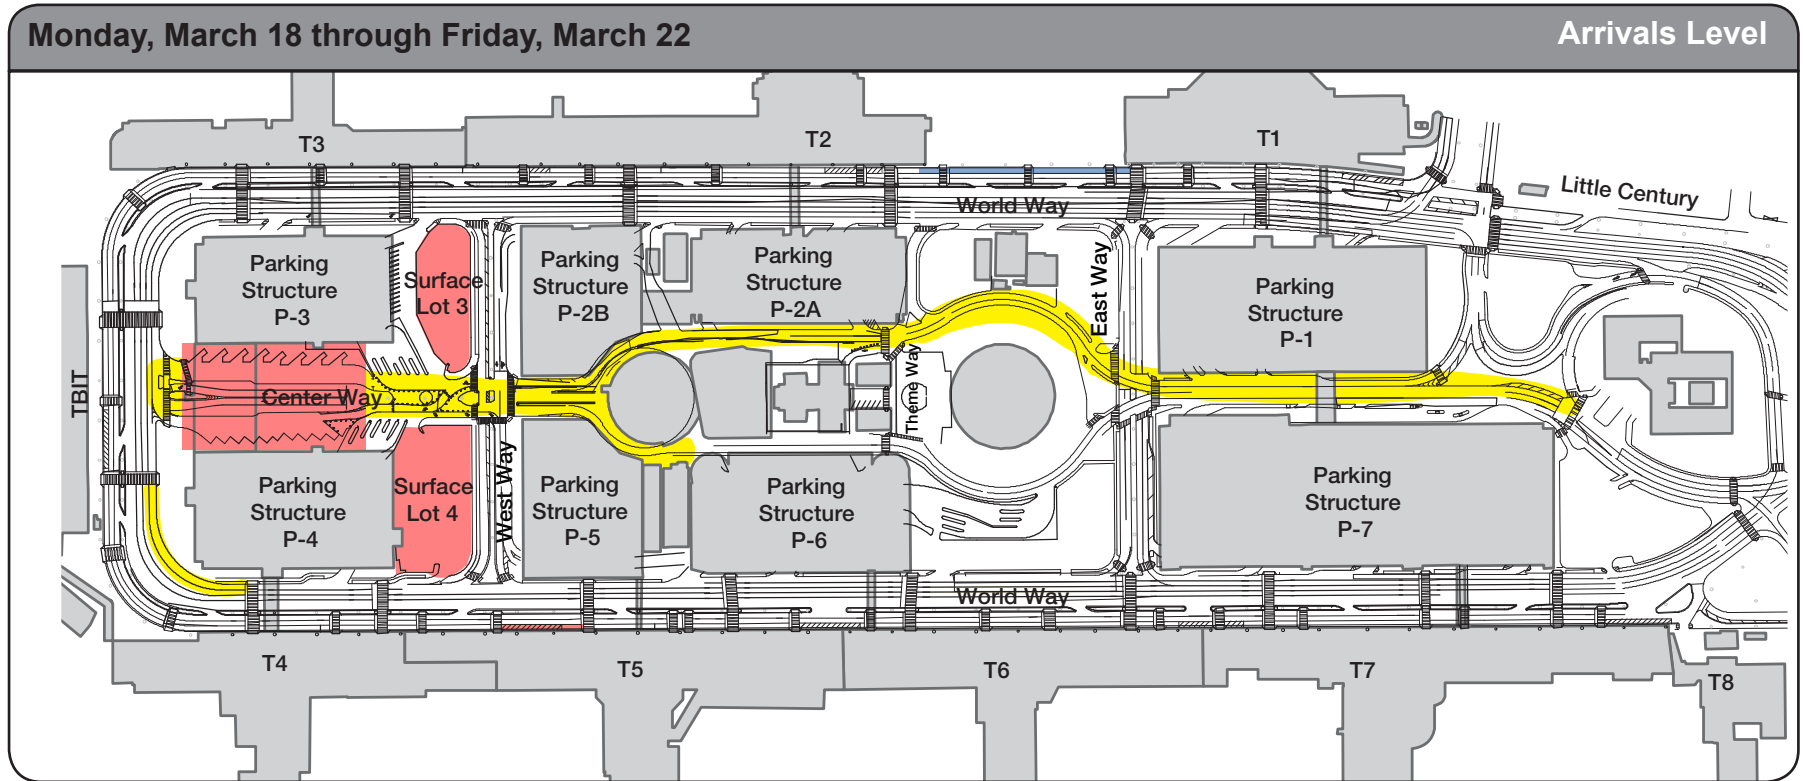 Monday, March 18 through Friday, March 22
Arrivals Level
T3
T2
T1
Little Century
World Way
Parking
Structure
P-3
Surface
Lot 3
Parking
Structure
P-2B
Parking
Structure
P-2A
East Way
Parking
Structure
P-1
TBIT
Center Way
Theme Way
West Way
Parking
Structure
P-4
Surface
Lot 4
Parking
Structure
P-5
Parking
Structure
P-6
Parking
Structure
P-7
World Way
T4
T5
T6
T7
T8